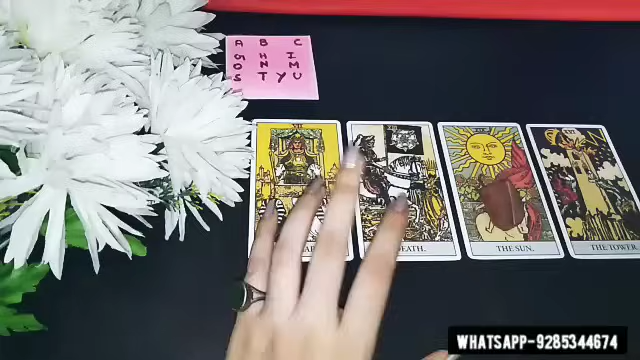 A B C
S H I
O N M
S T Y U
DEATH.
THE SUN.
THE TOWER.
WHATSAPP-9285344674